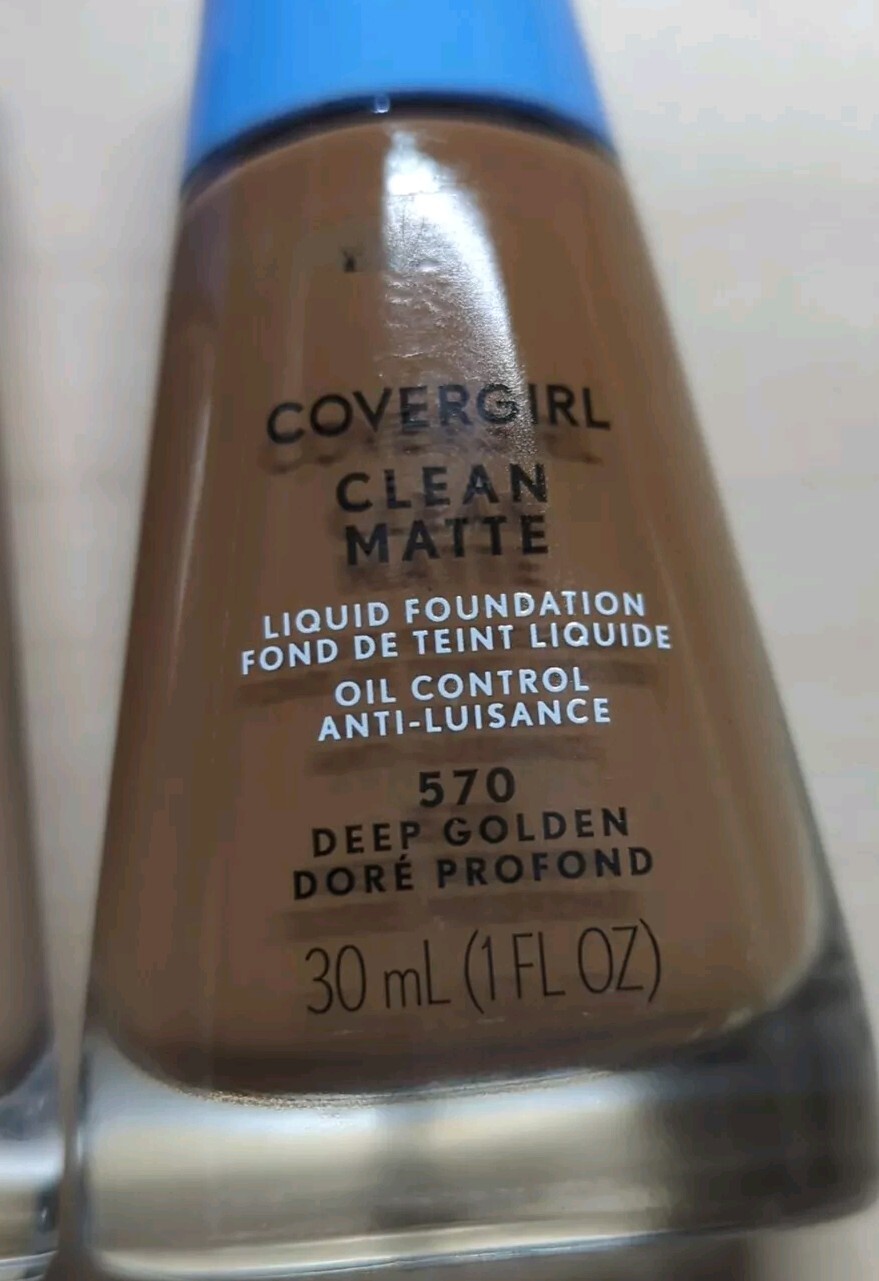 COVERGIRL
CLEAN
MATTE
LIQUID FOUNDATION
FOND DE TEINT LIQUIDE
OIL CONTROL
ANTI-LUISANCE
570
DEEP GOLDEN
DORÉ PROFOND
30 mL (1 FL OZ)